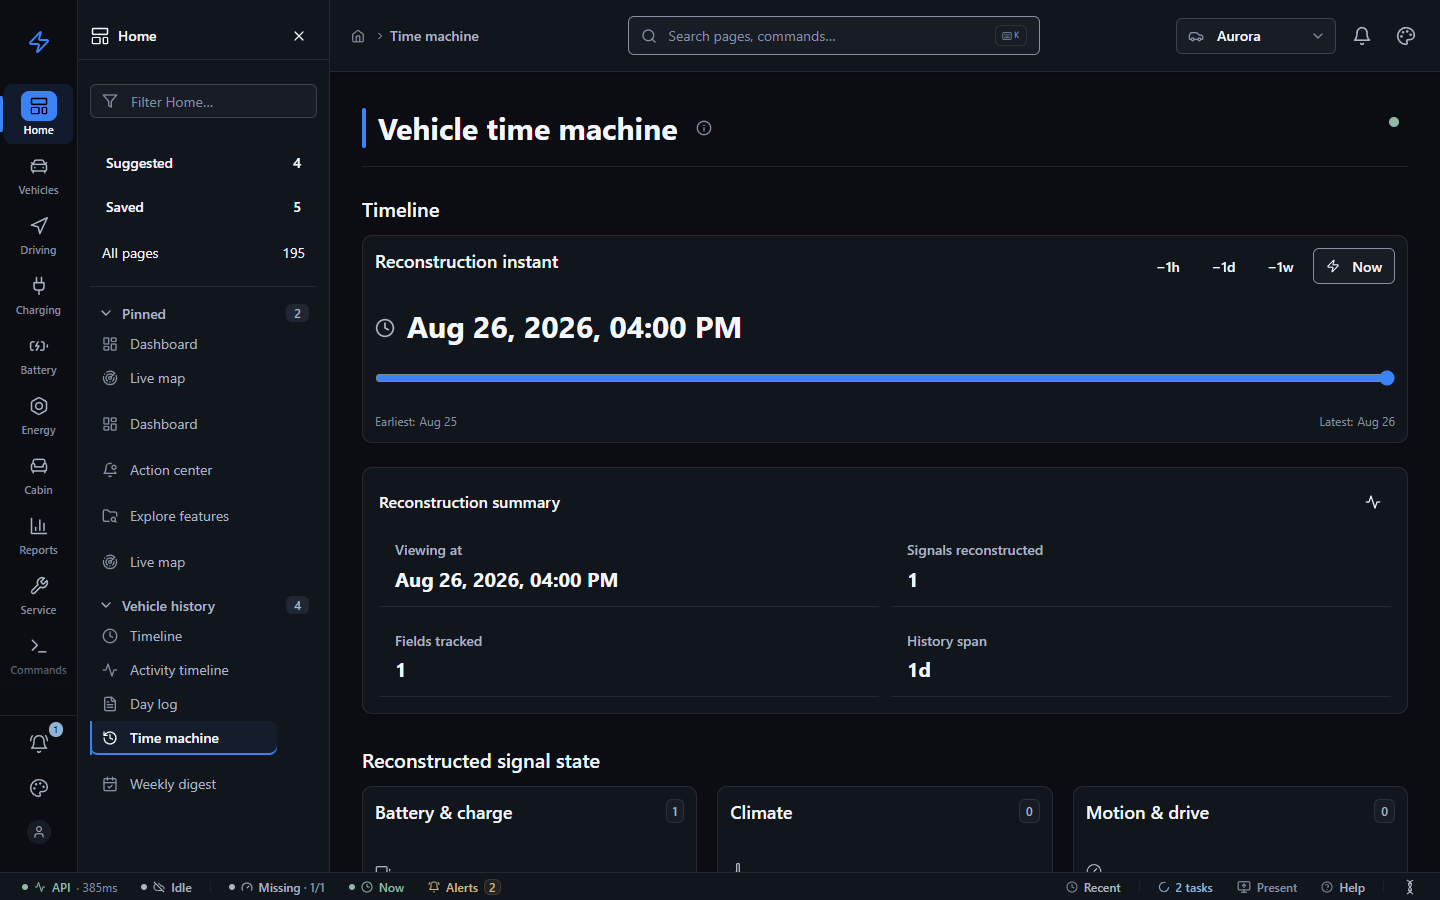 Home
Vehicles
Driving
Charging
Battery
Energy
Cabin
Reports
Service
Commands
1
Home
Filter Home...
Suggested 4
Saved 5
All pages 195
Pinned 2
Dashboard
Live map
Dashboard
Action center
Explore features
Live map
Vehicle history 4
Timeline
Activity timeline
Day log
Time machine
Weekly digest
Time machine
Search pages, commands...
K
Aurora
Vehicle time machine
Timeline
Reconstruction instant
−1h −1d −1w Now
Aug 26, 2026, 04:00 PM
Earliest: Aug 25 Latest: Aug 26
Reconstruction summary
Viewing at
Aug 26, 2026, 04:00 PM
Signals reconstructed
1
Fields tracked
1
History span
1d
Reconstructed signal state
Battery & charge 1
Climate 0
Motion & drive 0
API · 385ms Idle Missing · 1/1 Now Alerts 2 Recent 2 tasks Present Help